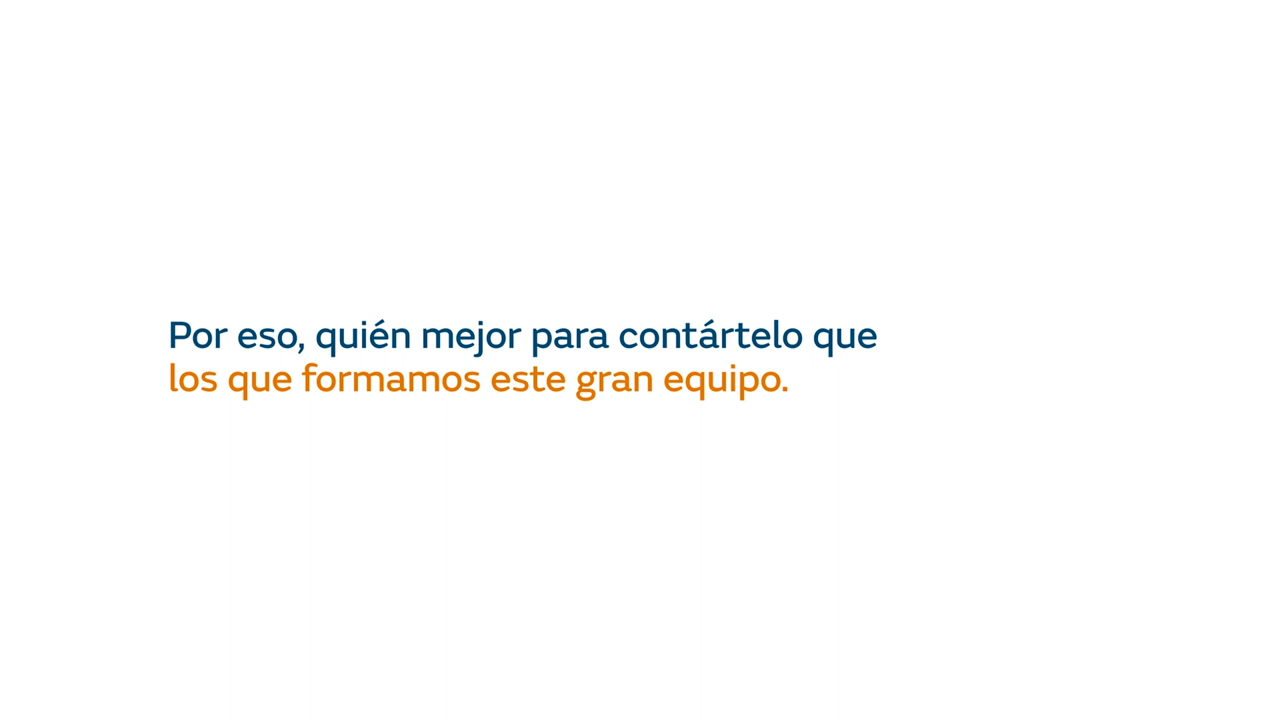 Por eso, quién mejor para contártelo que
los que formamos este gran equipo.